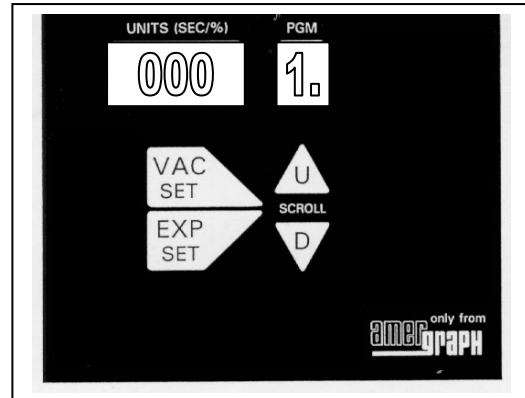 UNITS (SEC/%) PGM
000 1.
VAC
SET
U
SCROLL
EXP
SET
D
only from
amergraph